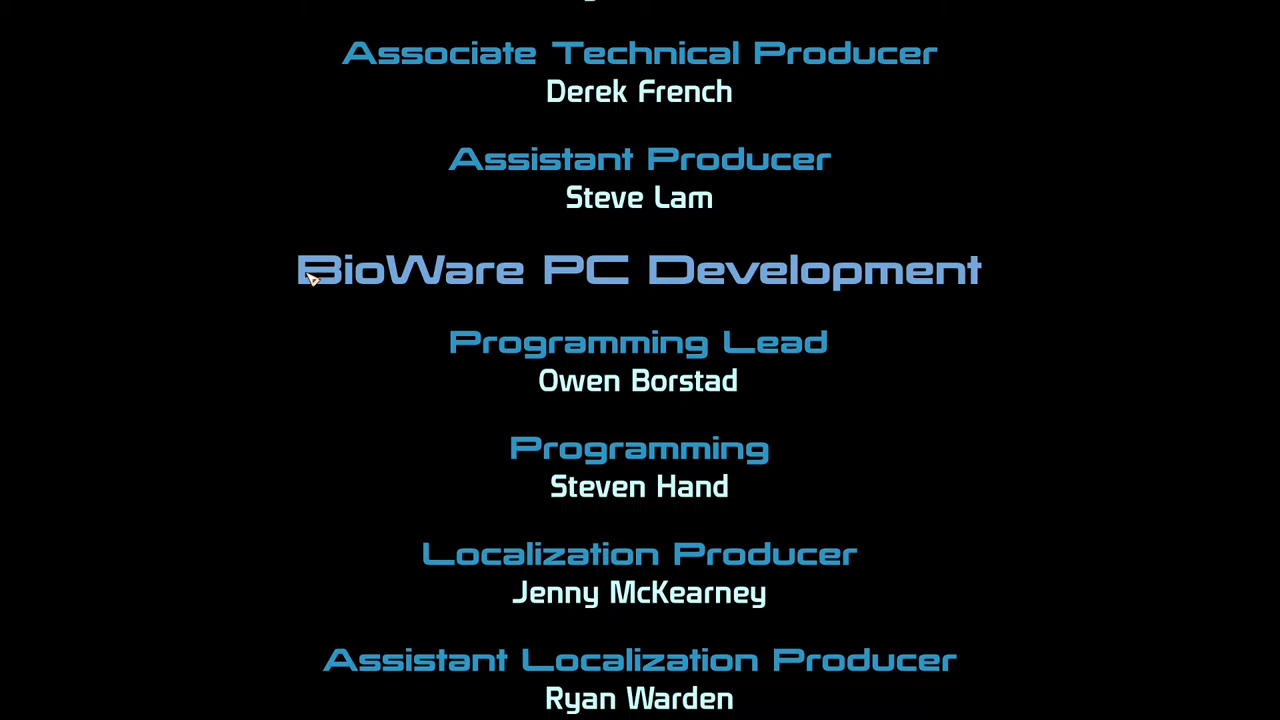 Associate Technical Producer
Derek French
Assistant Producer
Steve Lam
BioWare PC Development
Programming Lead
Owen Borstad
Programming
Steven Hand
Localization Producer
Jenny McKearney
Assistant Localization Producer
Ryan Warden